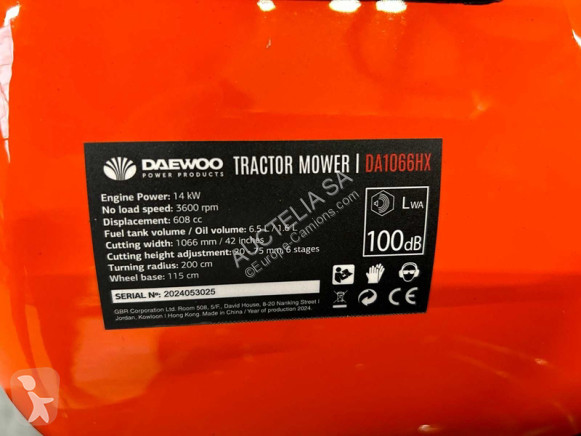 DAEWOO TRACTOR MOWER | DA1066HX
POWER PRODUCTS
Engine Power: 14 kW
No load speed: 3600 rpm
Displacement: 608 cc
Fuel tank volume / Oil volume: 6.5 L / 1.6 L
Cutting width: 1066 mm / 42 inches
Cutting height adjustment: 30 - 75 mm, 6 stages
Turning radius: 200 cm
Wheel base: 115 cm
LWA
100dB
SERIAL Nº: 2024053025
GBR Corporation Ltd. Room 508, 5/F., David House, 8-20 Nanking Street |
Jordan, Kowloon | Hong Kong. Made in China / Year of production 2024.
CE
AUCTELIA SA
©Europe-Camions.com